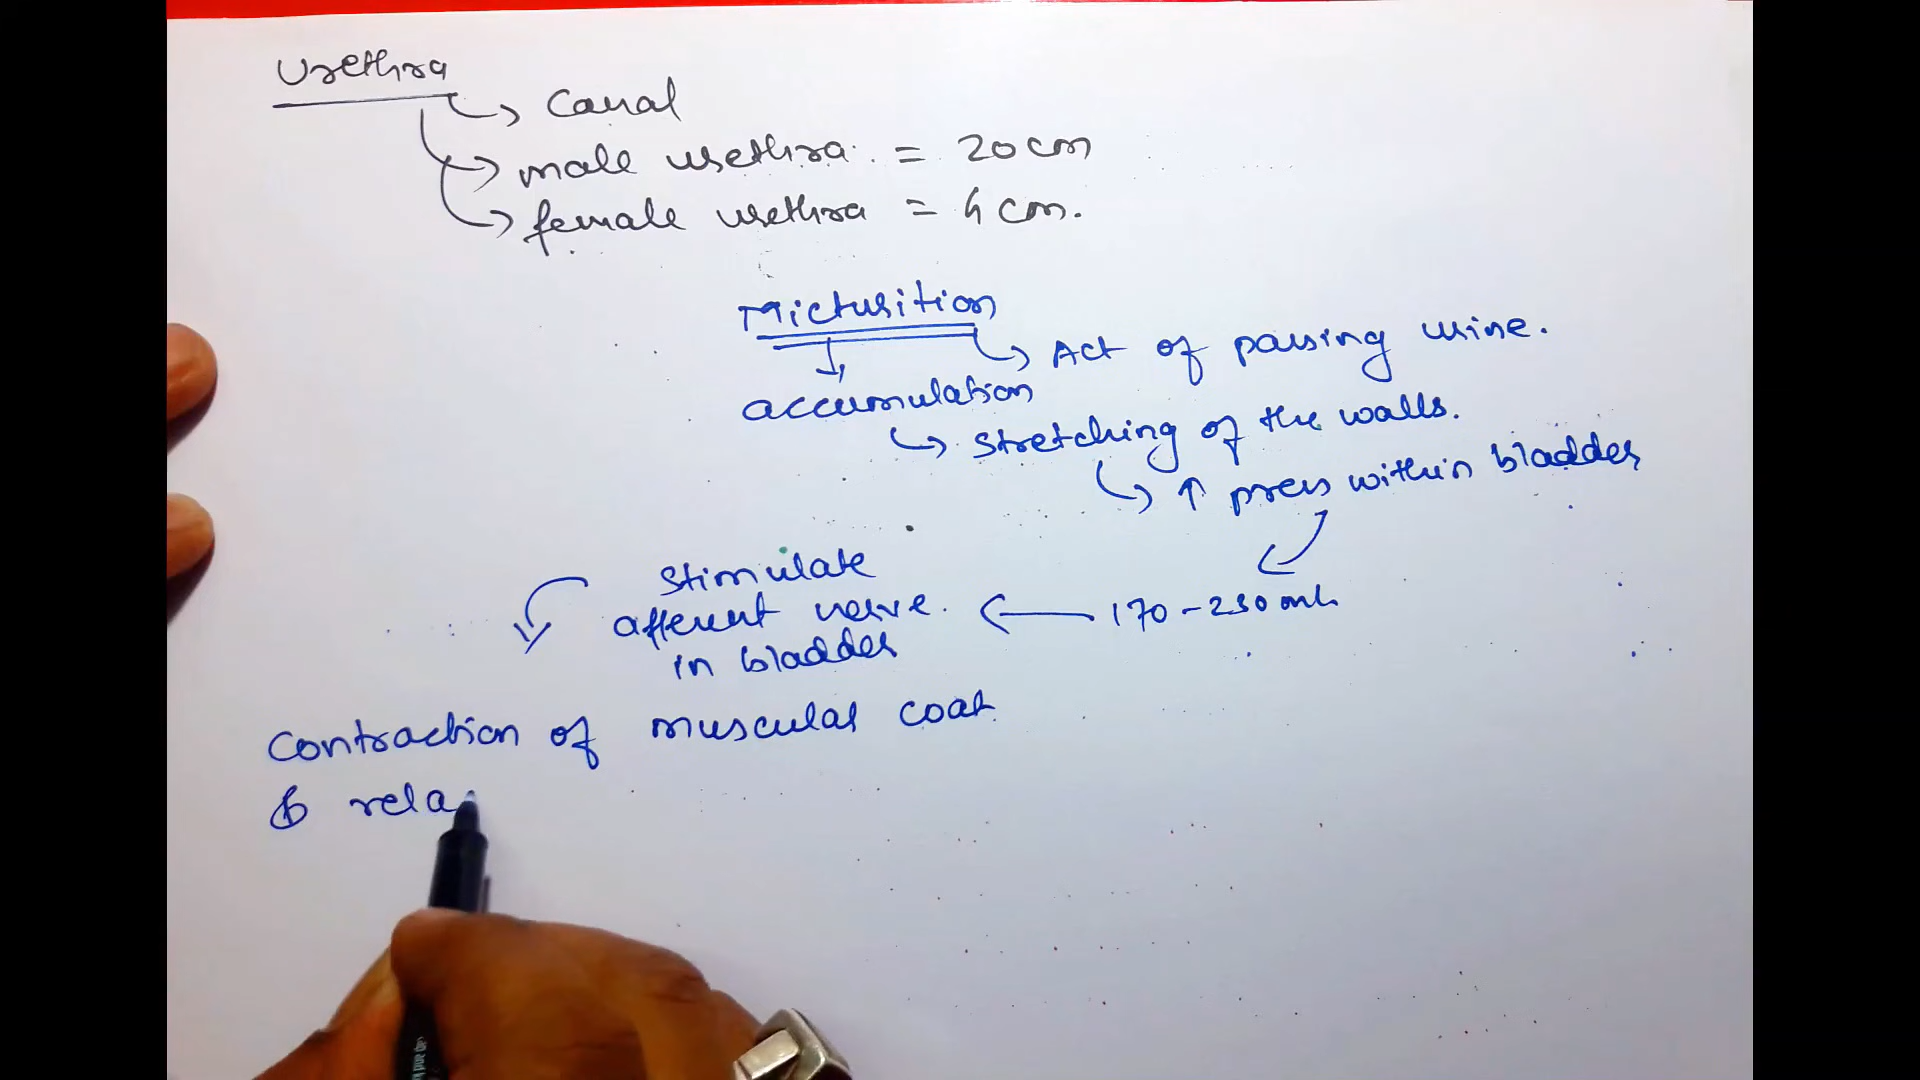 Urethra
Canal
male urethra = 20 cm
female urethra = 4 cm.
Micturition
Act of passing urine.
accumulation
Stretching of the walls.
↑ press within bladder
170 - 230 mL
Stimulate
afferent nerve.
in bladder
Contraction of muscular coat
& rela